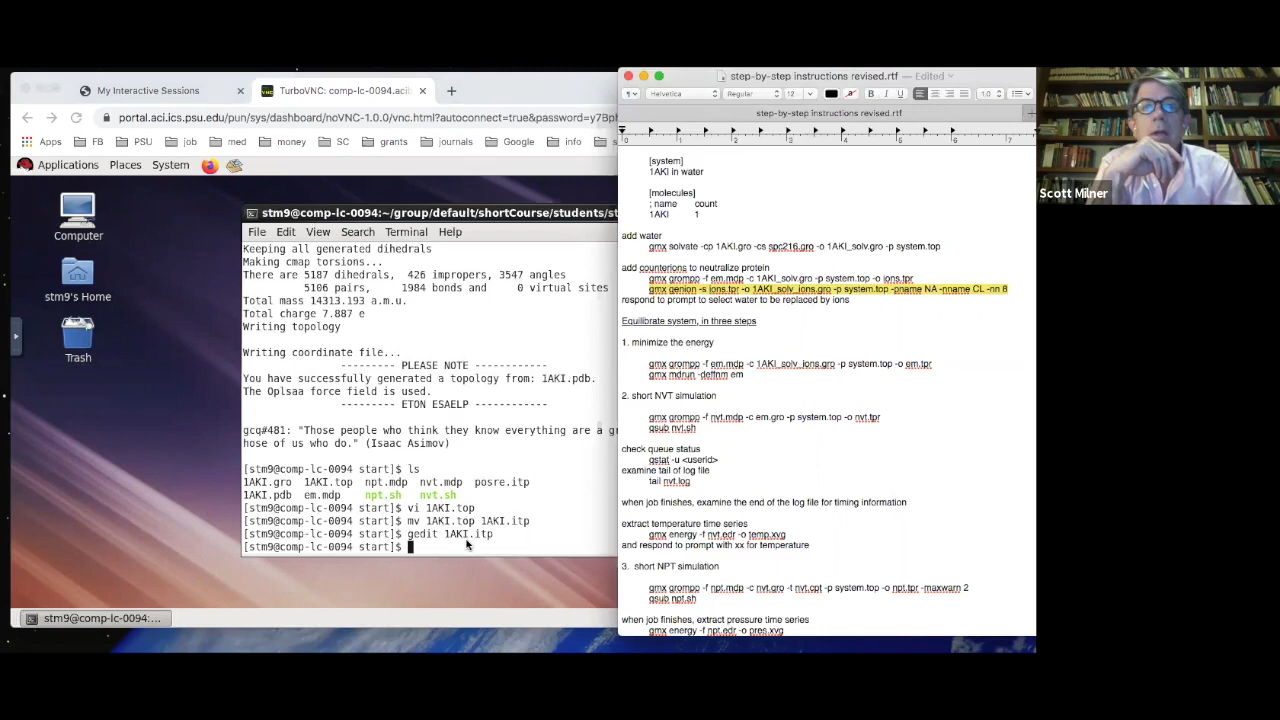 My Interactive Sessions
TurboVNC: comp-lc-0094.acib
portal.aci.ics.psu.edu/pun/sys/dashboard/noVNC-1.0.0/vnc.html?autoconnect=true&password=y7Bpl
Apps FB PSU job med money SC grants journals Google info
Applications Places System
Computer
stm9's Home
Trash
stm9@comp-lc-0094:~/group/default/shortCourse/students/st
File Edit View Search Terminal Help
Keeping all generated dihedrals
Making cmap torsions...
There are 5187 dihedrals, 426 impropers, 3547 angles
5106 pairs, 1984 bonds and 0 virtual sites
Total mass 14313.193 a.m.u.
Total charge 7.887 e
Writing topology
Writing coordinate file...
--------- PLEASE NOTE ------------
You have successfully generated a topology from: 1AKI.pdb.
The Oplsaa force field is used.
--------- ETON ESAELP ------------
gcq#481: "Those people who think they know everything are a gr
hose of us who do." (Isaac Asimov)
[stm9@comp-lc-0094 start]$ ls
1AKI.gro 1AKI.top npt.mdp nvt.mdp posre.itp
1AKI.pdb em.mdp npt.sh nvt.sh
[stm9@comp-lc-0094 start]$ vi 1AKI.top
[stm9@comp-lc-0094 start]$ mv 1AKI.top 1AKI.itp
[stm9@comp-lc-0094 start]$ gedit 1AKI.itp
[stm9@comp-lc-0094 start]$
stm9@comp-lc-0094:...
step-by-step instructions revised.rtf — Edited
Helvetica Regular 12 B I U 1.0
step-by-step instructions revised.rtf
0 1 2 3 4 5 6 7
[system]
1AKI in water
[molecules]
; name count
1AKI 1
add water
gmx solvate -cp 1AKI.gro -cs spc216.gro -o 1AKI_solv.gro -p system.top
add counterions to neutralize protein
gmx grompp -f em.mdp -c 1AKI_solv.gro -p system.top -o ions.tpr
gmx genion -s ions.tpr -o 1AKI_solv_ions.gro -p system.top -pname NA -nname CL -nn 8
respond to prompt to select water to be replaced by ions
Equilibrate system, in three steps
1. minimize the energy
gmx grompp -f em.mdp -c 1AKI_solv_ions.gro -p system.top -o em.tpr
gmx mdrun -deffnm em
2. short NVT simulation
gmx grompp -f nvt.mdp -c em.gro -p system.top -o nvt.tpr
qsub nvt.sh
check queue status
qstat -u <userId>
examine tail of log file
tail nvt.log
when job finishes, examine the end of the log file for timing information
extract temperature time series
gmx energy -f nvt.edr -o temp.xvg
and respond to prompt with xx for temperature
3. short NPT simulation
gmx grompp -f npt.mdp -c nvt.gro -t nvt.cpt -p system.top -o npt.tpr -maxwarn 2
qsub npt.sh
when job finishes, extract pressure time series
gmx energy -f npt.edr -o pres.xvg
Scott Milner